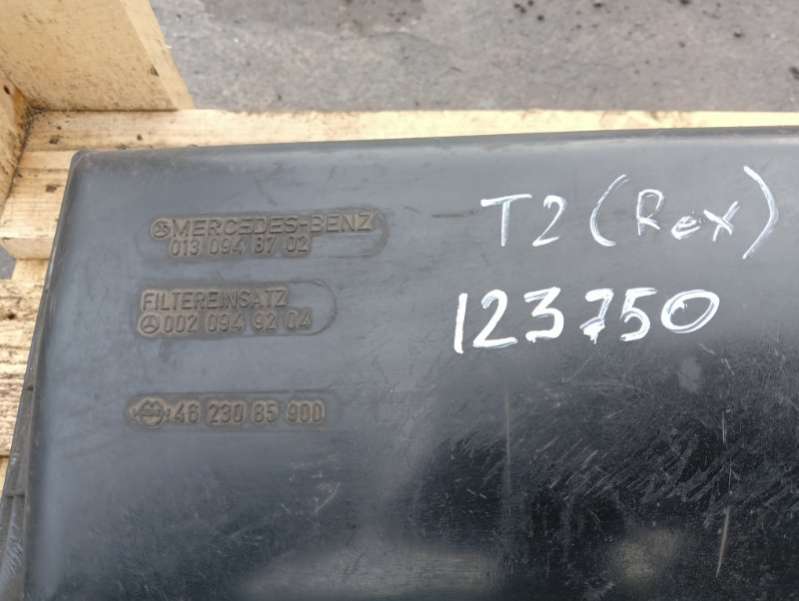 MERCEDES-BENZ
013 094 87 02
FILTEREINSATZ
002 094 92 04
46 230 85 900
T2 (Rex)
123750